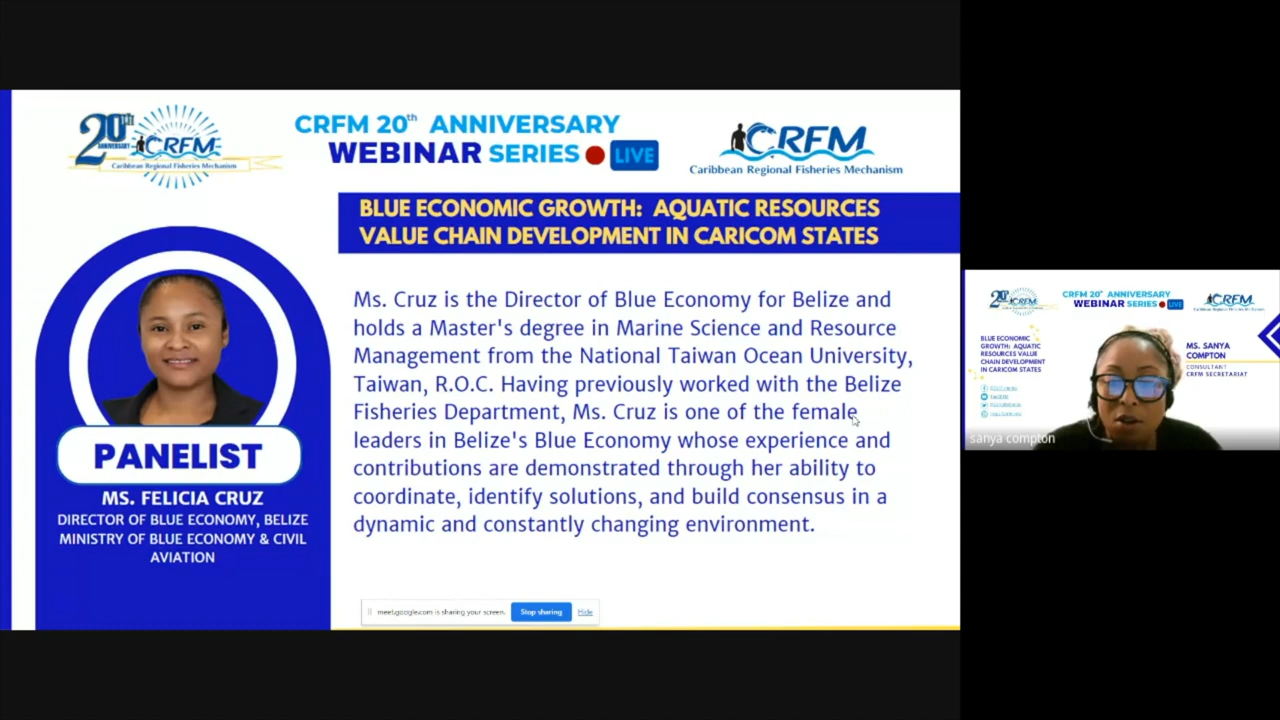 20th
ANNIVERSARY
CRFM
Caribbean Regional Fisheries Mechanism
CRFM 20th ANNIVERSARY
WEBINAR SERIES LIVE
CRFM
Caribbean Regional Fisheries Mechanism
BLUE ECONOMIC GROWTH: AQUATIC RESOURCES
VALUE CHAIN DEVELOPMENT IN CARICOM STATES
Ms. Cruz is the Director of Blue Economy for Belize and
holds a Master's degree in Marine Science and Resource
Management from the National Taiwan Ocean University,
Taiwan, R.O.C. Having previously worked with the Belize
Fisheries Department, Ms. Cruz is one of the female
leaders in Belize's Blue Economy whose experience and
contributions are demonstrated through her ability to
coordinate, identify solutions, and build consensus in a
dynamic and constantly changing environment.
PANELIST
MS. FELICIA CRUZ
DIRECTOR OF BLUE ECONOMY, BELIZE
MINISTRY OF BLUE ECONOMY & CIVIL
AVIATION
meet.google.com is sharing your screen. Stop sharing Hide
20th
CRFM
CRFM 20th ANNIVERSARY
WEBINAR SERIES LIVE
CRFM
Caribbean Regional Fisheries Mechanism
BLUE ECONOMIC
GROWTH: AQUATIC
RESOURCES VALUE
CHAIN DEVELOPMENT
IN CARICOM STATES
MS. SANYA
COMPTON
CONSULTANT
CRFM SECRETARIAT
sanya compton